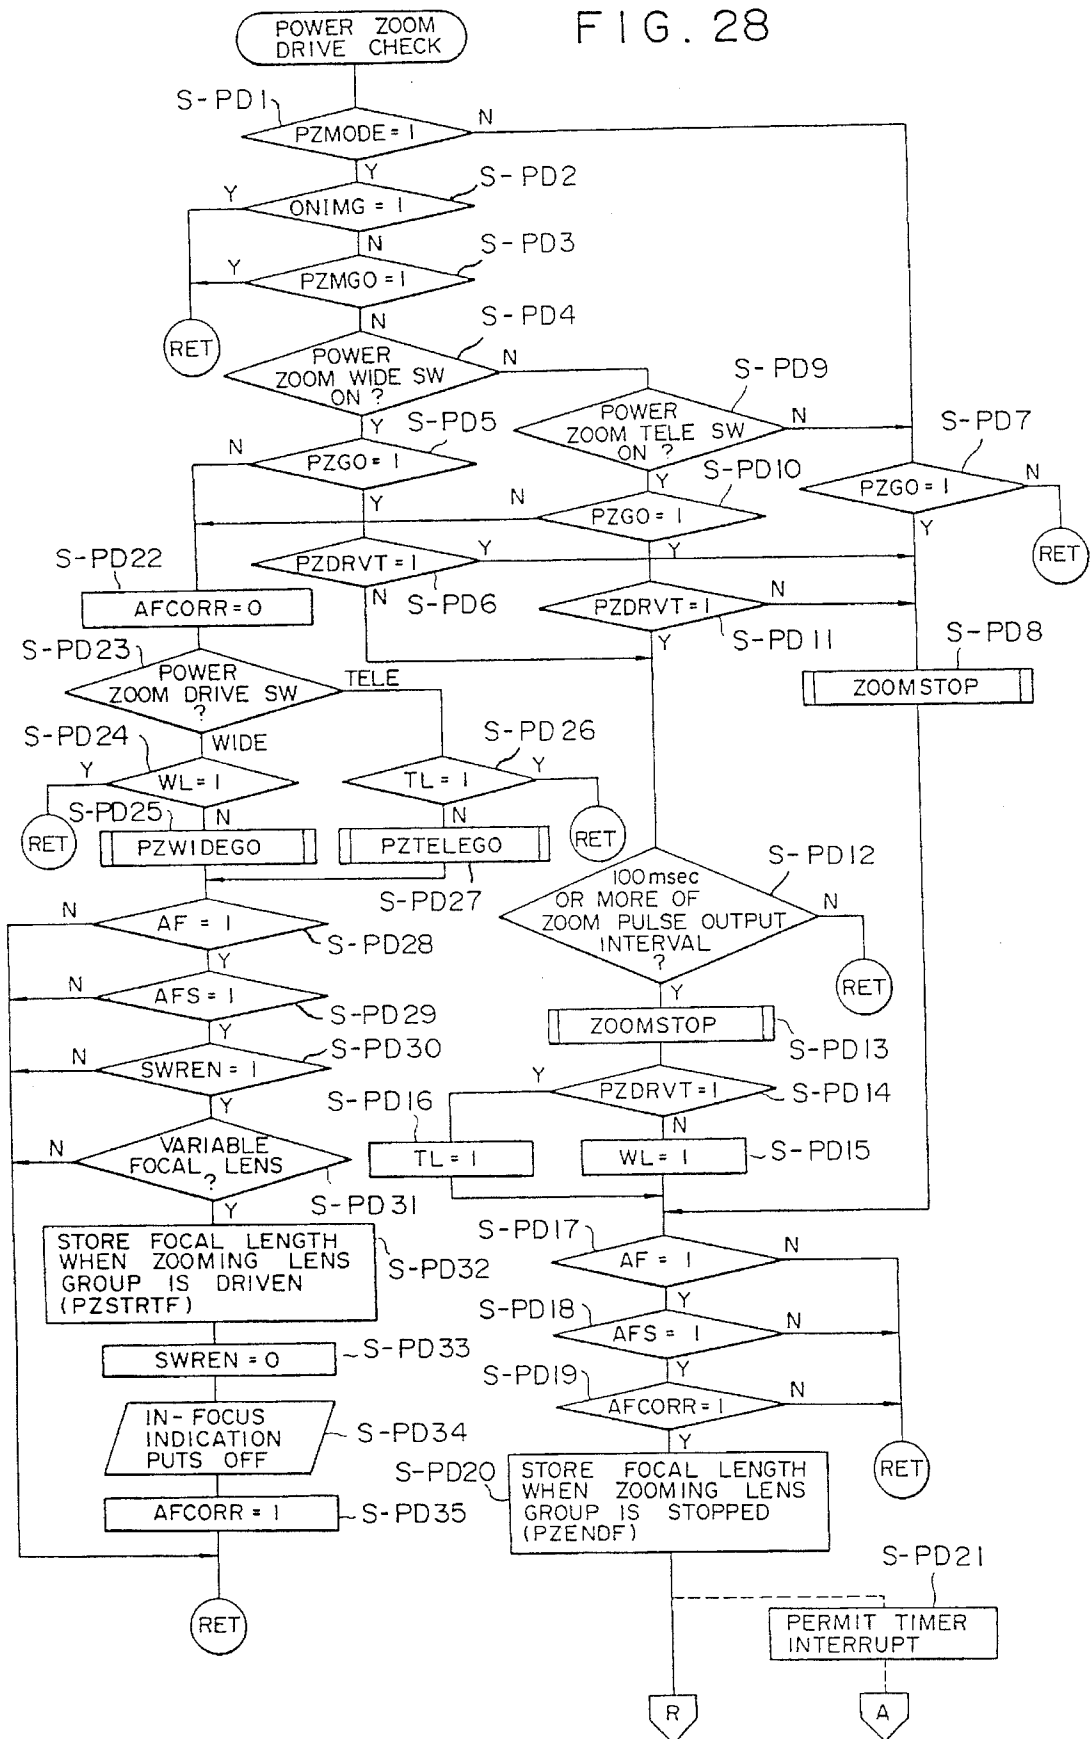 FIG. 28
POWER ZOOM
DRIVE CHECK
S-PD1
N
PZMODE = 1
Y
S-PD2
Y
ONIMG = 1
N
S-PD3
Y
PZMGO = 1
N
RET
S-PD4
POWER
ZOOM WIDE SW
ON ?
N
Y
S-PD9
POWER
ZOOM TELE SW
ON ?
N
Y
S-PD5
N
PZGO = 1
Y
S-PD7
PZGO = 1
N
Y
RET
S-PD10
N
PZGO = 1
Y
PZDRVT = 1
Y
N
S-PD6
PZDRVT = 1
N
Y
S-PD11
S-PD22
AFCORR = 0
S-PD8
ZOOMSTOP
S-PD23
POWER
ZOOM DRIVE SW
?
TELE
WIDE
S-PD24
Y
WL = 1
N
RET
S-PD26
TL = 1
Y
N
RET
S-PD25
PZWIDEGO
PZTELEGO
S-PD27
S-PD12
100msec
OR MORE OF
ZOOM PULSE OUTPUT
INTERVAL
?
N
Y
RET
N
AF = 1
Y
S-PD28
N
AFS = 1
Y
S-PD29
S-PD30
N
SWREN = 1
Y
ZOOMSTOP
S-PD13
Y
PZDRVT = 1
N
S-PD14
S-PD16
TL = 1
WL = 1
S-PD15
N
VARIABLE
FOCAL LENS
?
Y
S-PD31
S-PD17
AF = 1
N
Y
STORE FOCAL LENGTH
WHEN ZOOMING LENS
GROUP IS DRIVEN
(PZSTRTF)
S-PD32
S-PD18
AFS = 1
N
Y
SWREN = 0
S-PD33
S-PD19
AFCORR = 1
N
Y
RET
IN-FOCUS
INDICATION
PUTS OFF
S-PD34
S-PD20
STORE FOCAL LENGTH
WHEN ZOOMING LENS
GROUP IS STOPPED
(PZENDF)
AFCORR = 1
S-PD35
RET
S-PD21
PERMIT TIMER
INTERRUPT
R
A